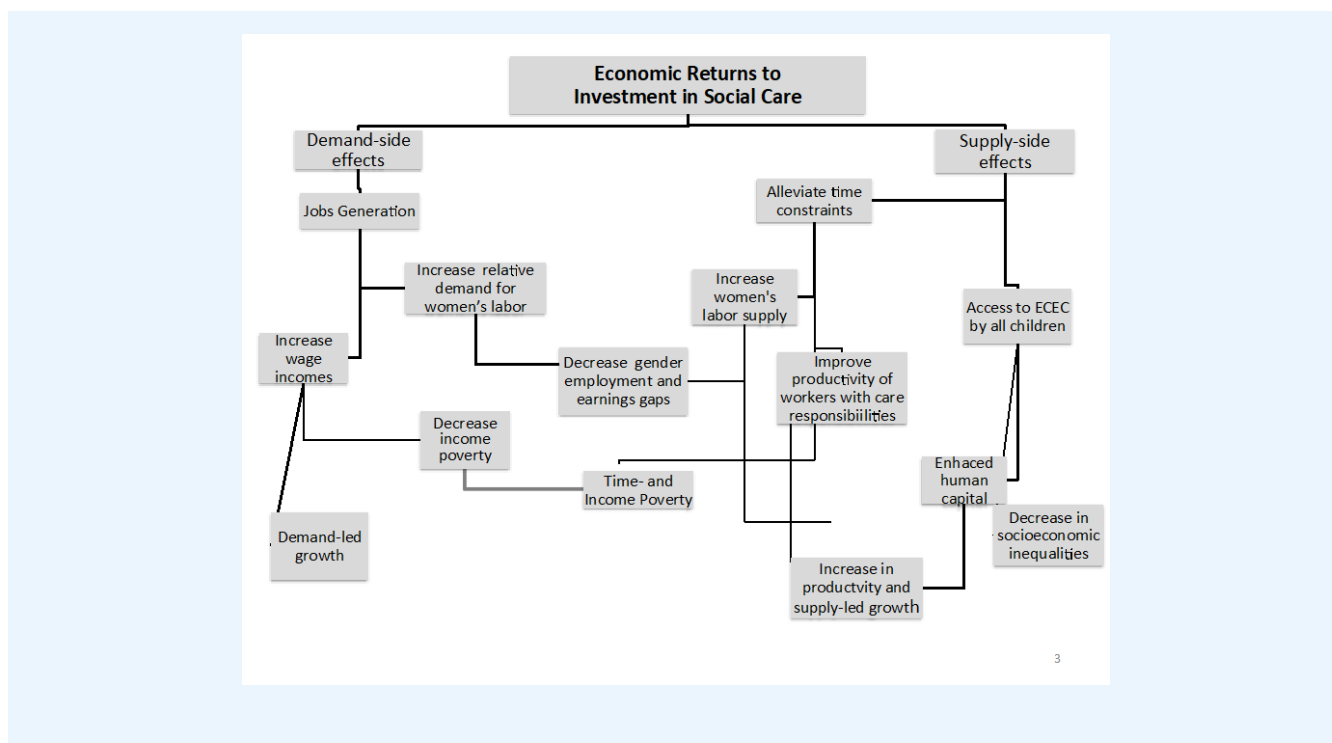 Economic Returns to
Investment in Social Care
Demand-side
effects
Supply-side
effects
Jobs Generation
Alleviate time
constraints
Increase relative
demand for
women's labor
Increase
women's
labor supply
Access to ECEC
by all children
Increase
wage
incomes
Decrease gender
employment and
earnings gaps
Improve
productivity of
workers with care
responsibiilities
Decrease
income
poverty
Time- and
Income Poverty
Enhaced
human
capital
Demand-led
growth
Decrease in
socioeconomic
inequalities
Increase in
productvity and
supply-led growth
3